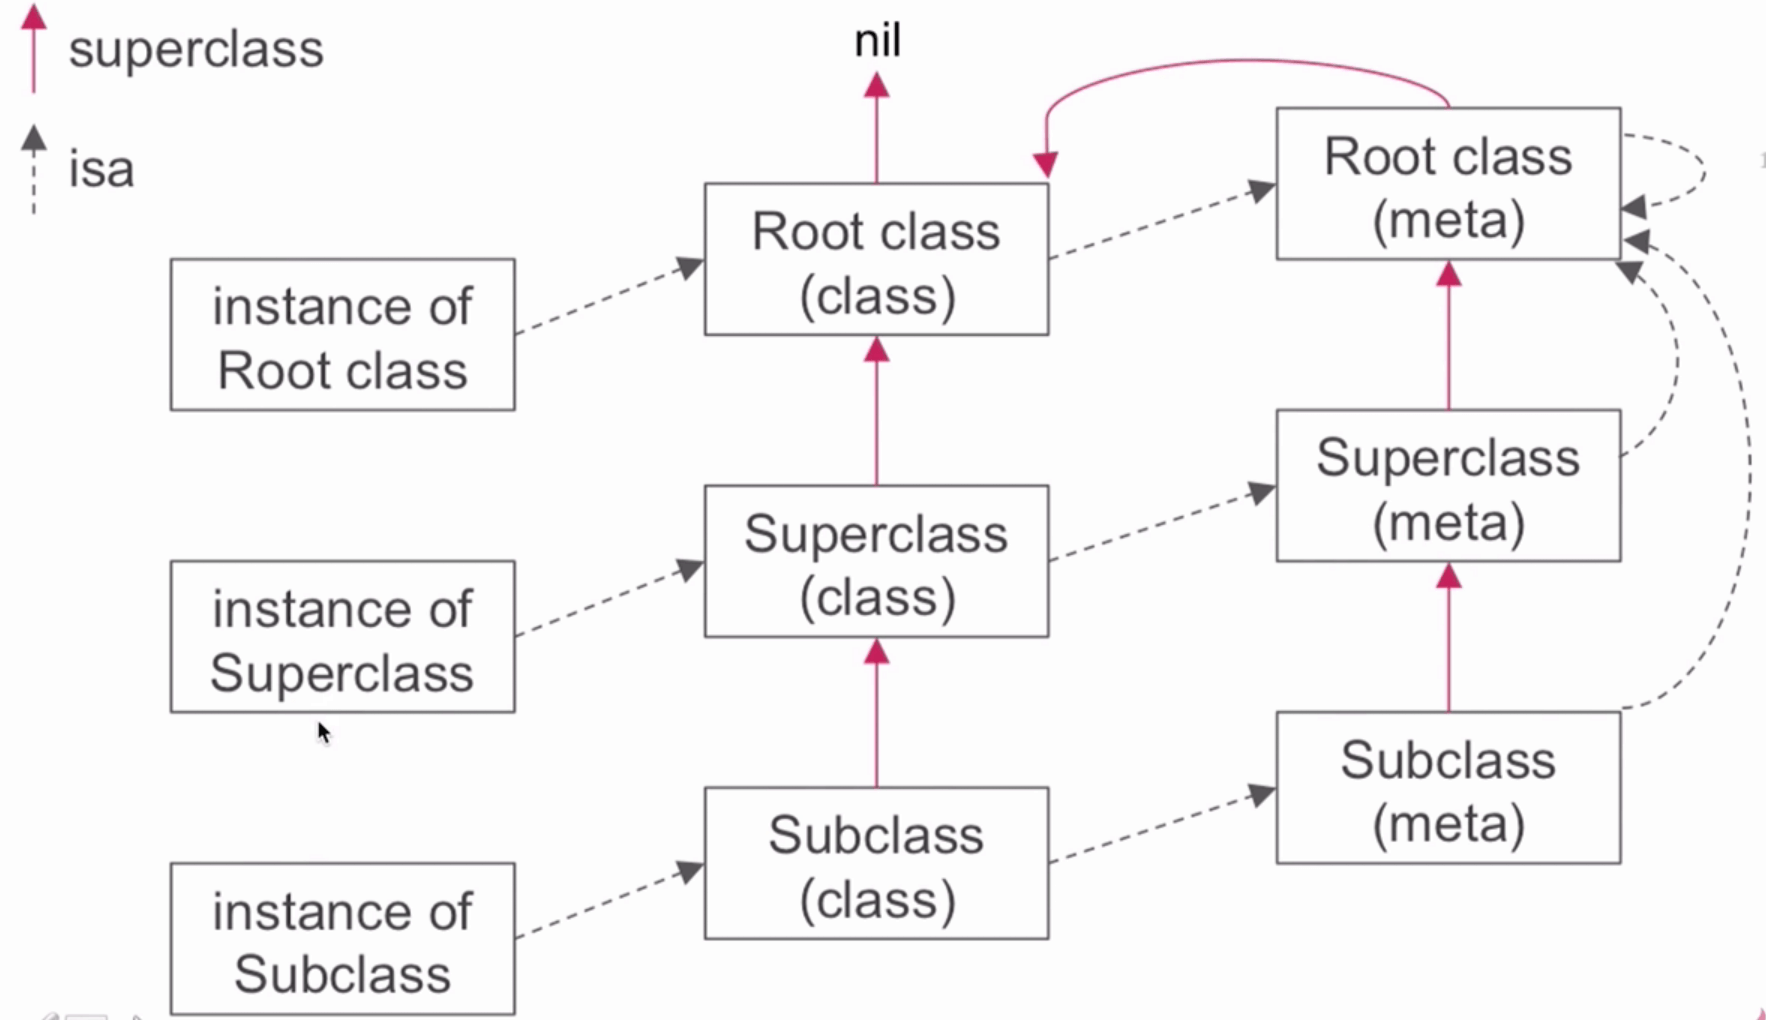 superclass
isa
nil
Root class
(meta)
Root class
(class)
instance of
Root class
Superclass
(meta)
Superclass
(class)
instance of
Superclass
Subclass
(meta)
Subclass
(class)
instance of
Subclass